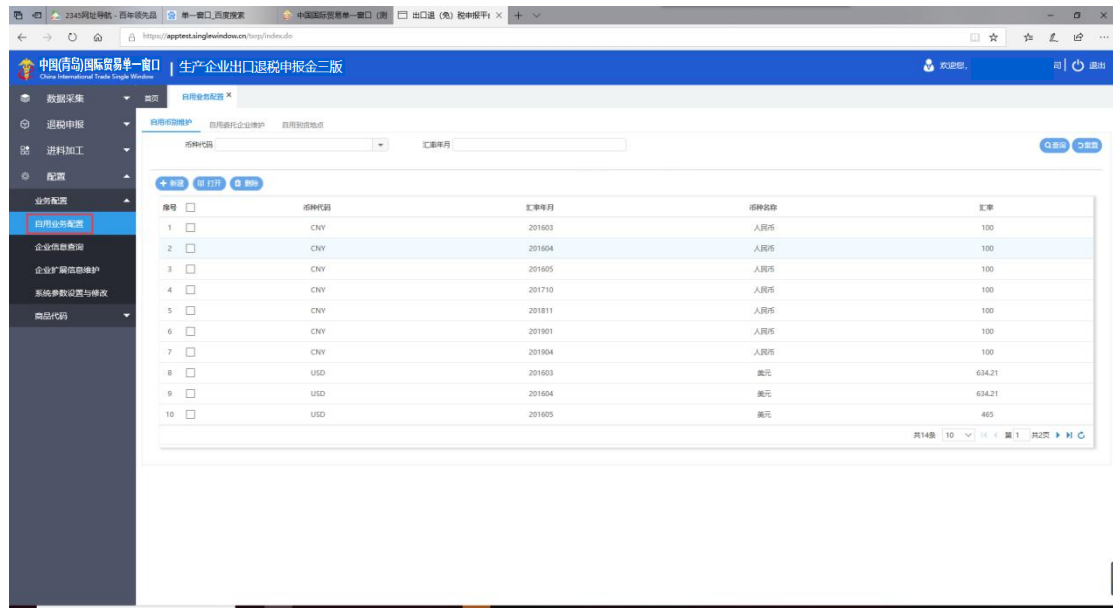 2345网址导航 - 百年领先品
单一窗口_百度搜索
中国国际贸易单一窗口 (测
出口退 (免) 税申报平台
https://apptest.singlewindow.cn/txrp/index.do
中国(青岛)国际贸易单一窗口 | 生产企业出口退税申报金三版
China International Trade Single Window
欢迎您,
司
退出
数据采集
退税申报
进料加工
配置
业务配置
自用业务配置
企业信息查询
企业扩展信息维护
系统参数设置与修改
商品代码
首页 自用业务配置 ×
自用币别维护 自用委托企业维护 自用到货地点
币种代码 汇率年月 查询 重置
+ 新建 打开 删除
序号 币种代码 汇率年月 币种名称 汇率
1 CNY 201603 人民币 100
2 CNY 201604 人民币 100
3 CNY 201605 人民币 100
4 CNY 201710 人民币 100
5 CNY 201811 人民币 100
6 CNY 201901 人民币 100
7 CNY 201904 人民币 100
8 USD 201603 美元 634.21
9 USD 201604 美元 634.21
10 USD 201605 美元 465
共14条 10 第 1 共2页